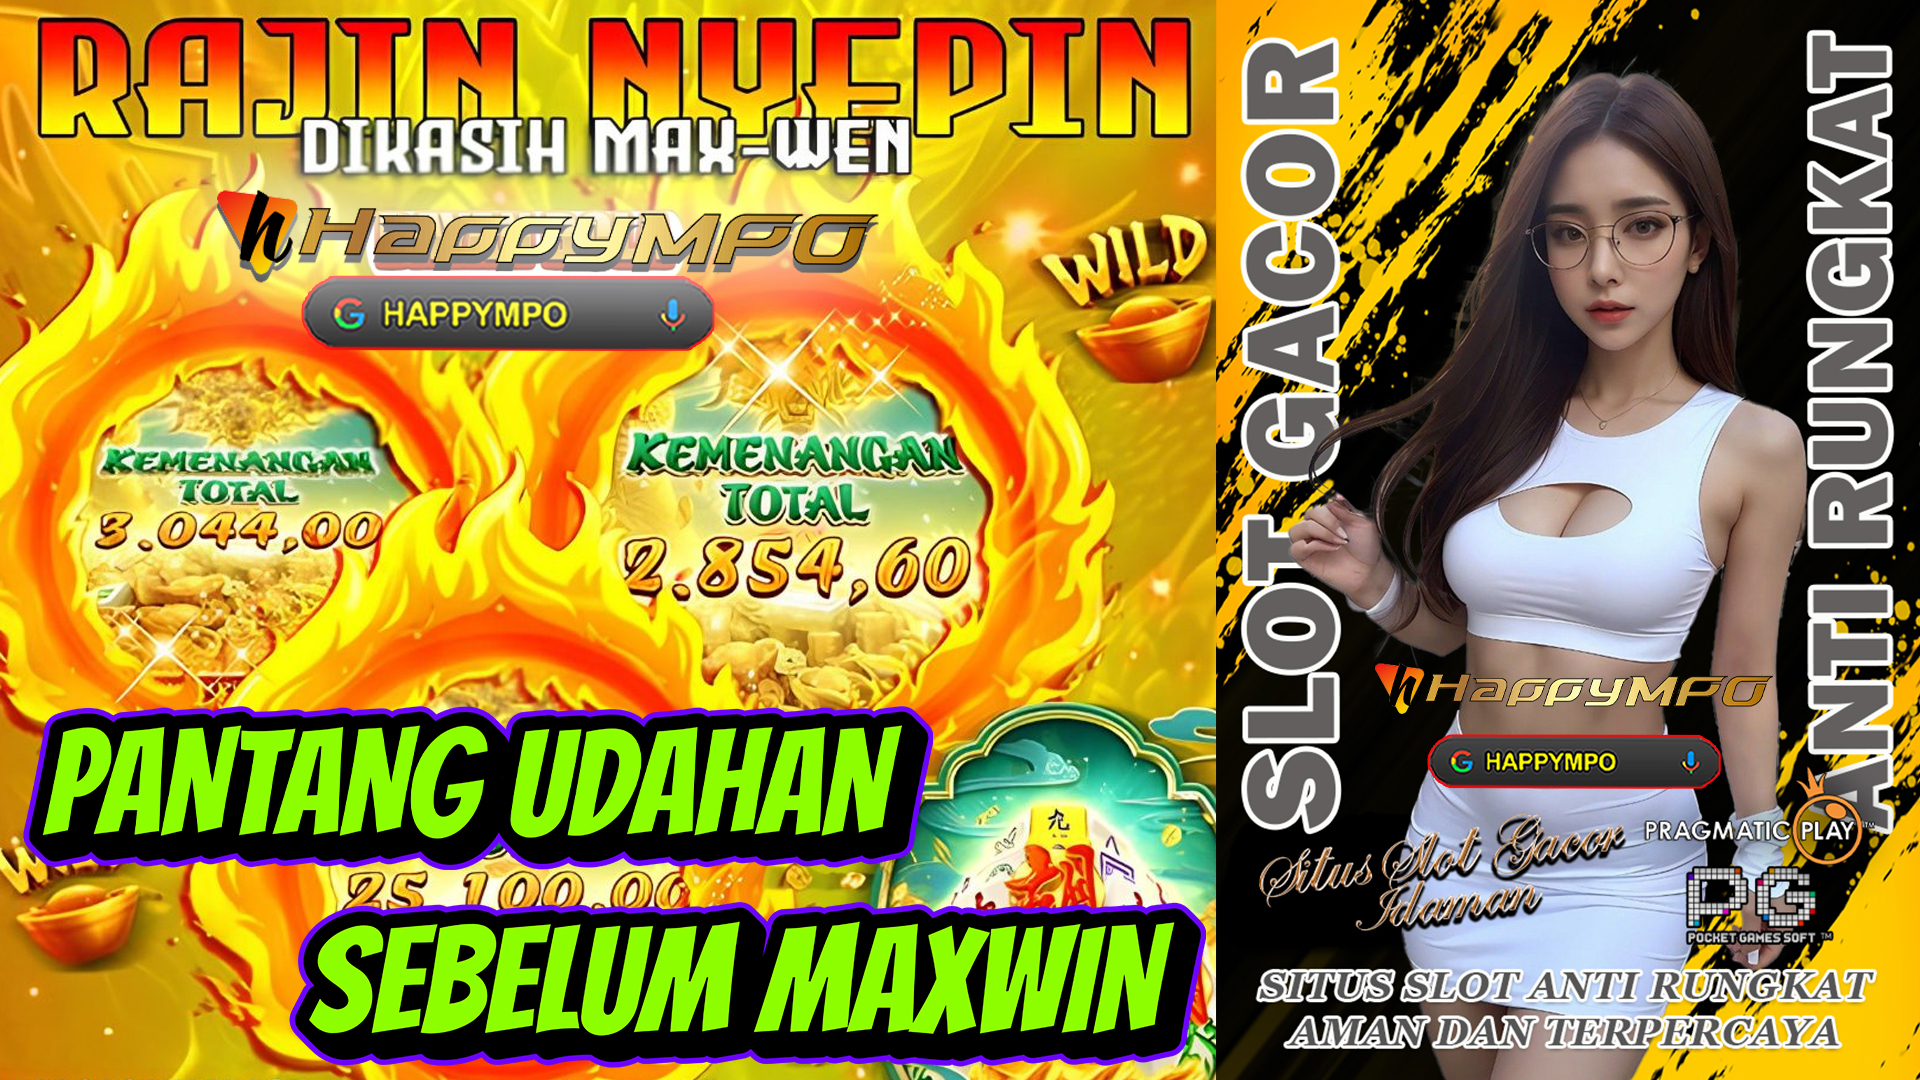 RAJIN NYEPIN
DIKASIH MAX-WEN
HAPPYMPO
HAPPYMPO
WILD
KEMENANGAN
TOTAL
3.044,00
KEMENANGAN
TOTAL
2.854,60
PANTANG UDAHAN
25.100,00
SEBELUM MAXWIN
SLOT GACOR
ANTI RUNGKAT
HAPPYMPO
HAPPYMPO
Situs Slot Gacor
Idaman
PRAGMATIC PLAY™
PG
POCKET GAMES SOFT™
SITUS SLOT ANTI RUNGKAT
AMAN DAN TERPERCAYA